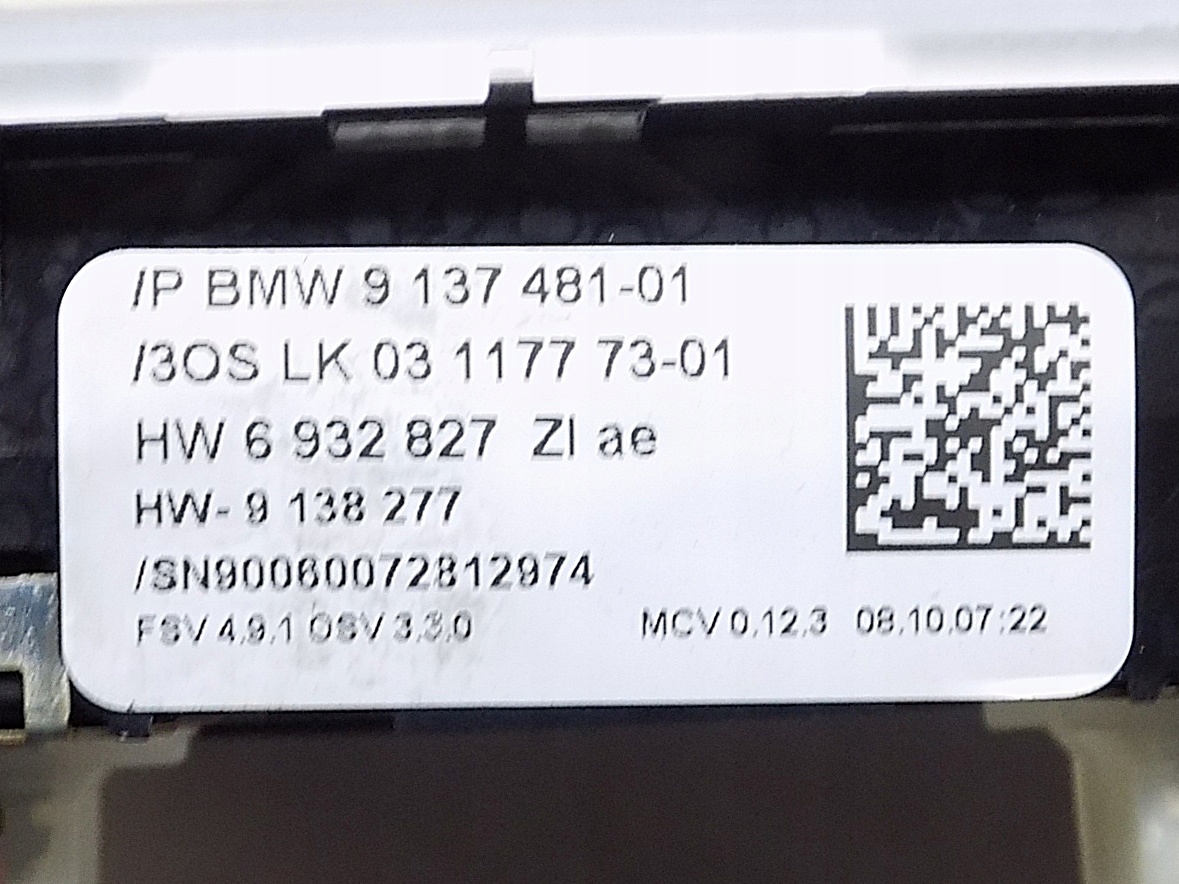 /P BMW 9 137 481-01
/3OS LK 03 1177 73-01
HW 6 932 827 ZI ae
HW- 9 138 277
/SN90060072812974
FSV 4.9.1 OSV 3.3.0 MCV 0.12.3 08.10.07:22